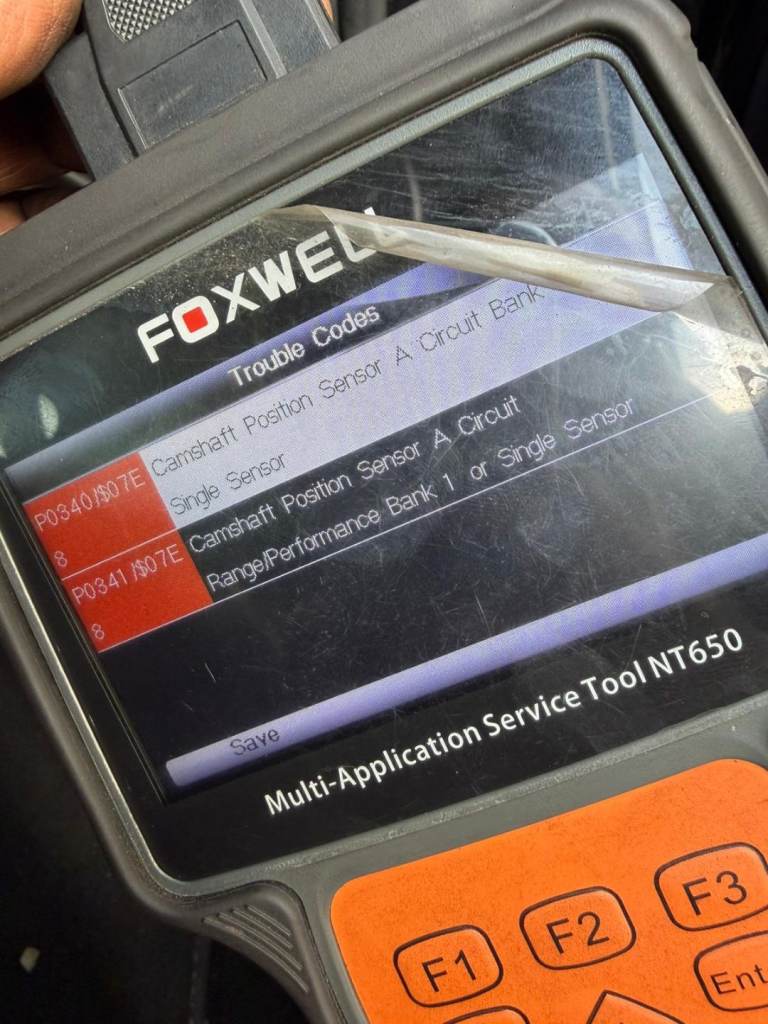 FOXWELL
Trouble Codes
P0340/$07E
8
Camshaft Position Sensor A Circuit Bank
Single Sensor
P0341/$07E
8
Camshaft Position Sensor A Circuit
Range/Performance Bank 1 or Single Sensor
Save
Multi-Application Service Tool NT650
F1
F2
F3